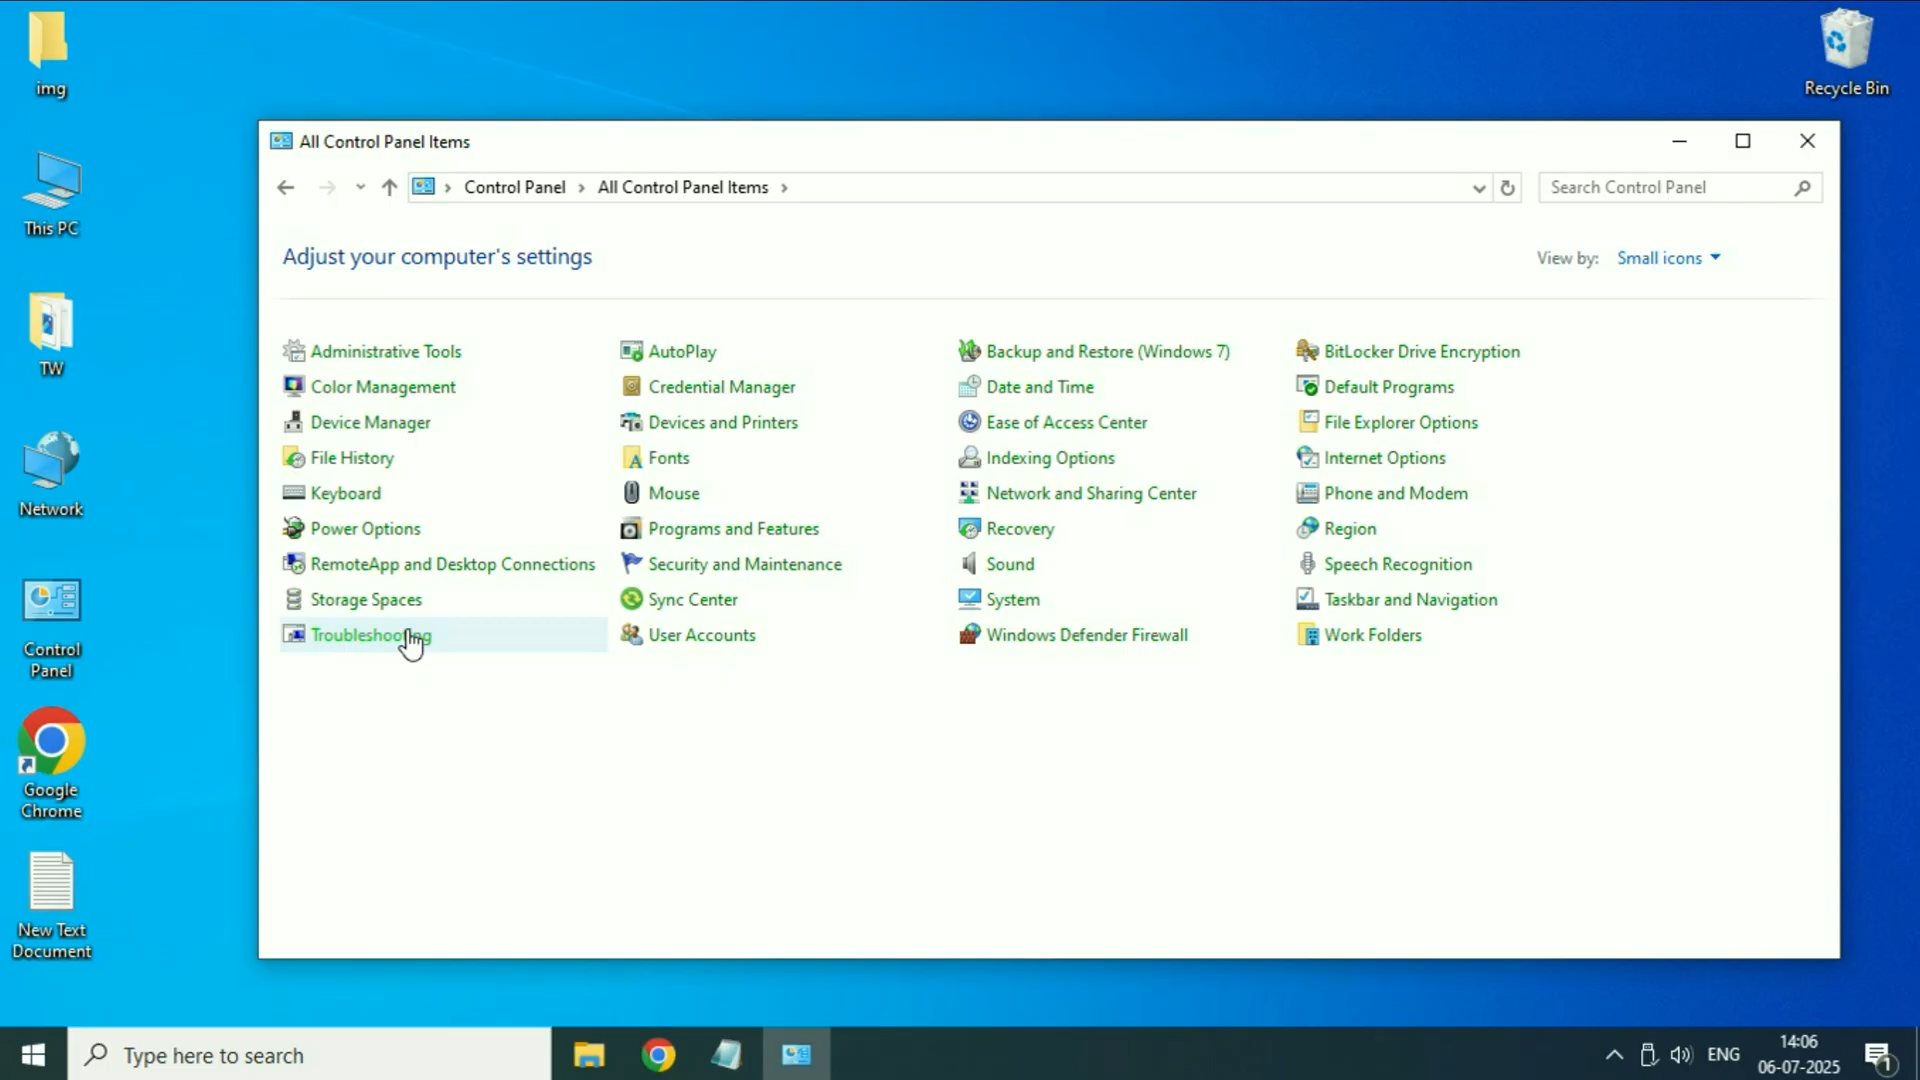 img
Recycle Bin
This PC
TW
Network
Control
Panel
Google
Chrome
New Text
Document
All Control Panel Items
Control Panel
All Control Panel Items
Search Control Panel
Adjust your computer's settings
View by: Small icons
Administrative Tools
AutoPlay
Backup and Restore (Windows 7)
BitLocker Drive Encryption
Color Management
Credential Manager
Date and Time
Default Programs
Device Manager
Devices and Printers
Ease of Access Center
File Explorer Options
File History
Fonts
Indexing Options
Internet Options
Keyboard
Mouse
Network and Sharing Center
Phone and Modem
Power Options
Programs and Features
Recovery
Region
RemoteApp and Desktop Connections
Security and Maintenance
Sound
Speech Recognition
Storage Spaces
Sync Center
System
Taskbar and Navigation
Troubleshooting
User Accounts
Windows Defender Firewall
Work Folders
Type here to search
ENG
14:06
06-07-2025
1